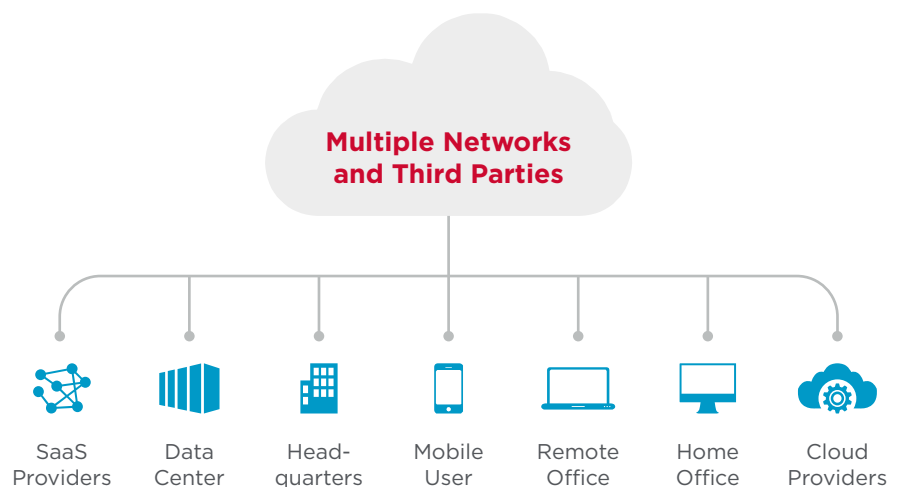 Multiple Networks
and Third Parties
SaaS
Providers
Data
Center
Head-
quarters
Mobile
User
Remote
Office
Home
Office
Cloud
Providers